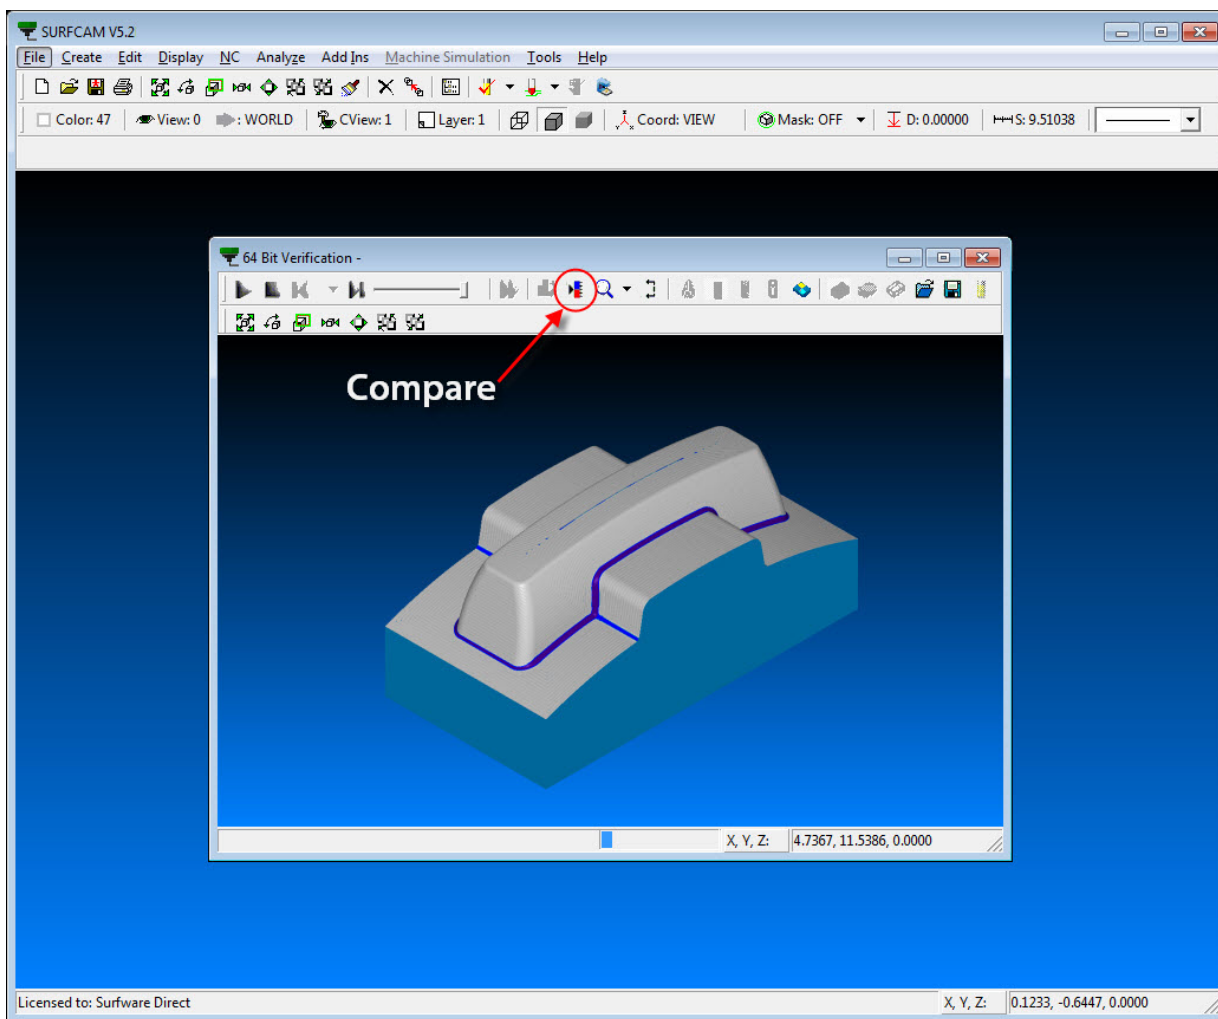 SURFCAM V5.2
File Create Edit Display NC Analyze Add Ins Machine Simulation Tools Help
Color: 47 View: 0 : WORLD CView: 1 Layer: 1 Coord: VIEW Mask: OFF D: 0.00000 S: 9.51038
64 Bit Verification -
Compare
X, Y, Z: 4.7367, 11.5386, 0.0000
Licensed to: Surfware Direct X, Y, Z: 0.1233, -0.6447, 0.0000